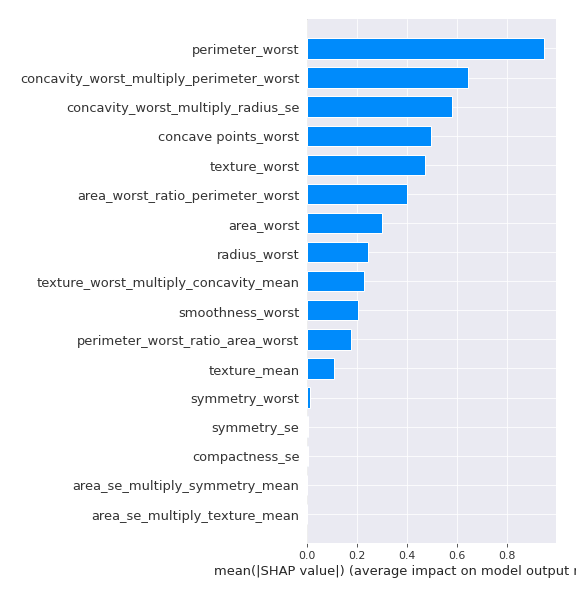 perimeter_worst
concavity_worst_multiply_perimeter_worst
concavity_worst_multiply_radius_se
concave points_worst
texture_worst
area_worst_ratio_perimeter_worst
area_worst
radius_worst
texture_worst_multiply_concavity_mean
smoothness_worst
perimeter_worst_ratio_area_worst
texture_mean
symmetry_worst
symmetry_se
compactness_se
area_se_multiply_symmetry_mean
area_se_multiply_texture_mean
0.0 0.2 0.4 0.6 0.8
mean(|SHAP value|) (average impact on model output